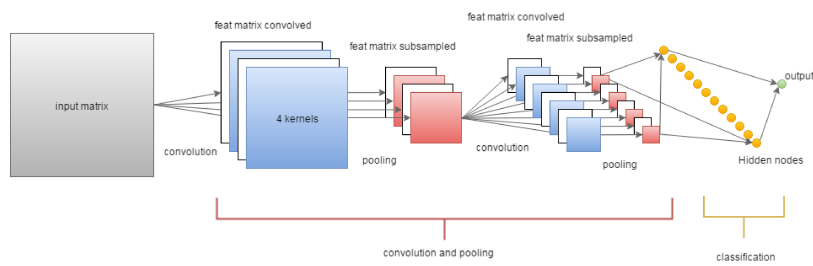 feat matrix convolved
feat matrix convolved
feat matrix subsampled
feat matrix subsampled
input matrix
4 kernels
output
convolution
pooling
convolution
pooling
Hidden nodes
convolution and pooling
classification